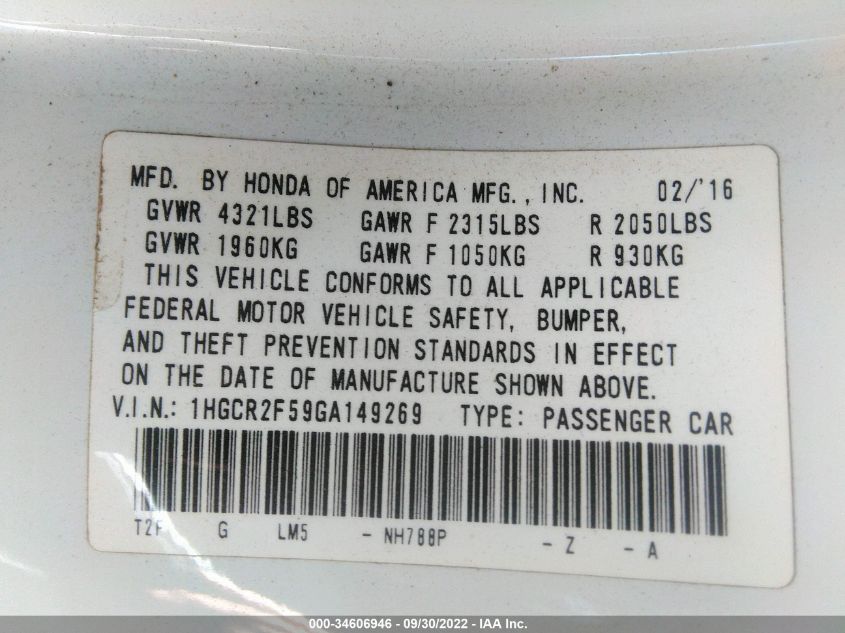 MFD. BY HONDA OF AMERICA MFG., INC. 02/'16
GVWR 4321LBS GAWR F 2315LBS R 2050LBS
GVWR 1960KG GAWR F 1050KG R 930KG
THIS VEHICLE CONFORMS TO ALL APPLICABLE
FEDERAL MOTOR VEHICLE SAFETY, BUMPER,
AND THEFT PREVENTION STANDARDS IN EFFECT
ON THE DATE OF MANUFACTURE SHOWN ABOVE.
V.I.N.: 1HGCR2F59GA149269 TYPE: PASSENGER CAR
T2F G LM5 - NH788P - Z - A
000-34606946 - 09/30/2022 - IAA Inc.